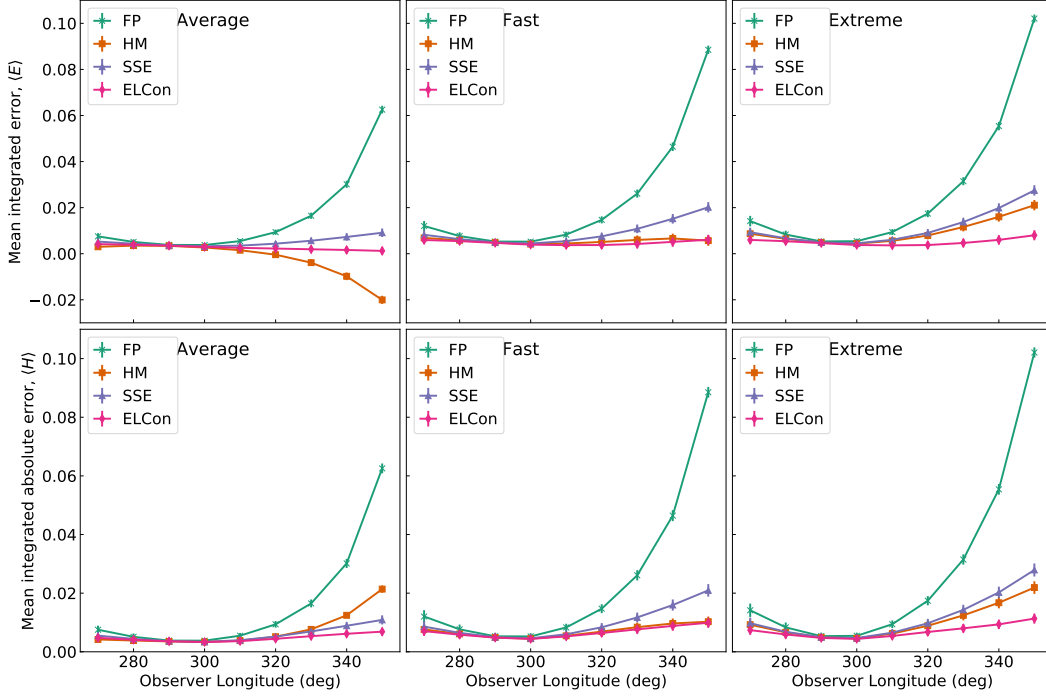 Mean integrated error, ⟨E⟩
0.10
0.08
0.06
0.04
0.02
0.00
−0.02
FP
HM
SSE
ELCon
Average
FP
HM
SSE
ELCon
Fast
FP
HM
SSE
ELCon
Extreme
Mean integrated absolute error, ⟨H⟩
0.10
0.08
0.06
0.04
0.02
0.00
FP
HM
SSE
ELCon
Average
FP
HM
SSE
ELCon
Fast
FP
HM
SSE
ELCon
Extreme
280 300 320 340
280 300 320 340
280 300 320 340
Observer Longitude (deg)
Observer Longitude (deg)
Observer Longitude (deg)